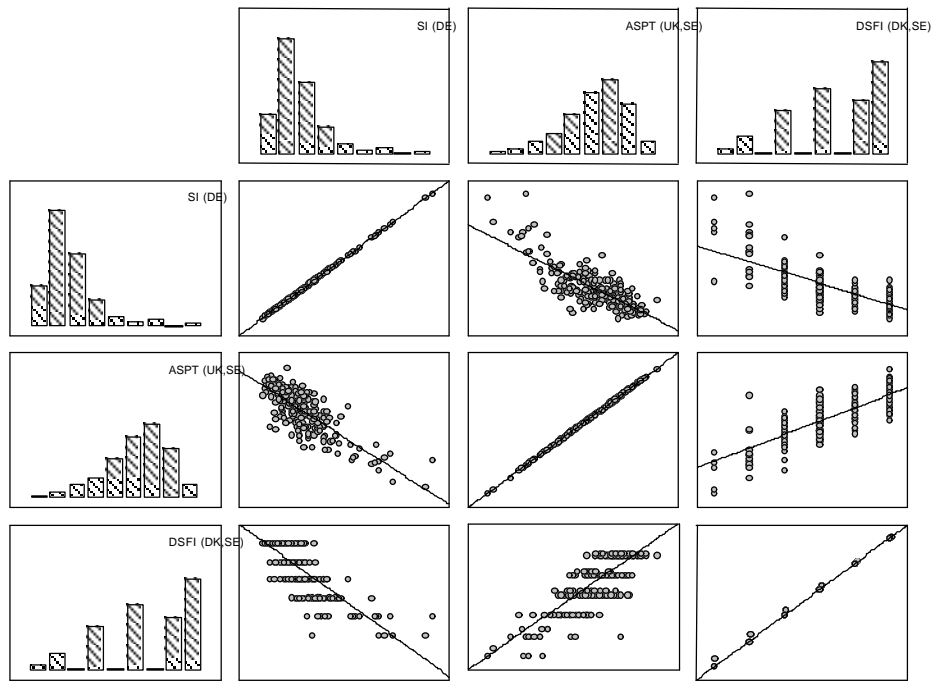 SI (DE)
ASPT (UK,SE)
DSFI (DK,SE)
SI (DE)
ASPT (UK,SE)
DSFI (DK,SE)